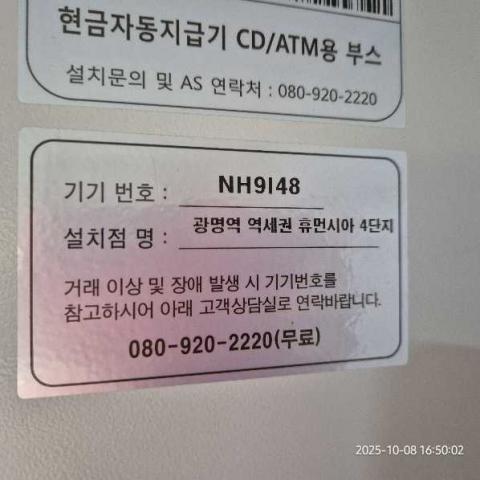 현금자동지급기 CD/ATM용 부스
설치문의 및 AS 연락처 : 080-920-2220
기기 번호 : NH9I48
설치점 명 : 광명역 역세권 휴먼시아 4단지
거래 이상 및 장애 발생 시 기기번호를
참고하시어 아래 고객상담실로 연락바랍니다.
080-920-2220(무료)
2025-10-08 16:50:02